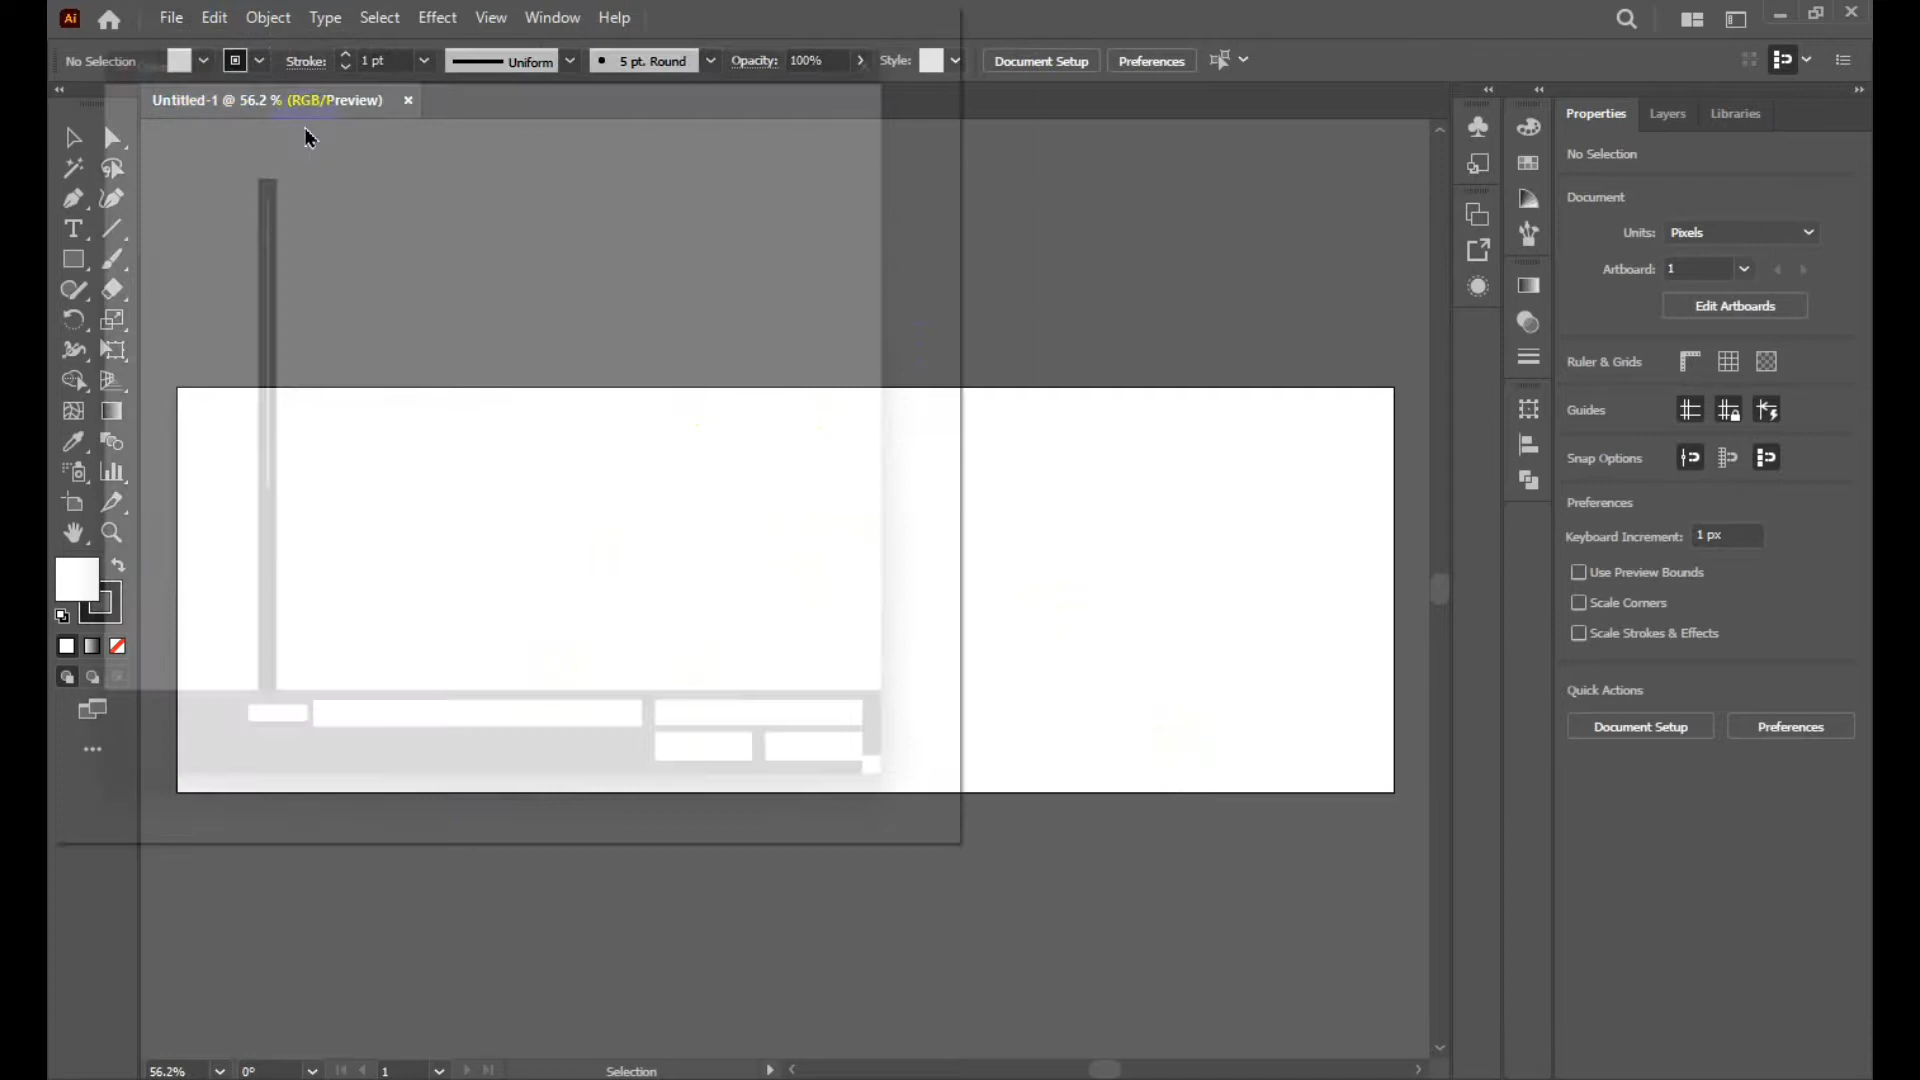 Ai File Edit Object Type Select Effect View Window Help
No Selection Stroke: 1 pt Uniform 5 pt. Round Opacity: 100% Style: Document Setup Preferences
Untitled-1 @ 56.2 % (RGB/Preview) ×
Properties Layers Libraries
No Selection
Document
Units: Pixels
Artboard: 1
Edit Artboards
Ruler & Grids
Guides
Snap Options
Preferences
Keyboard Increment: 1 px
Use Preview Bounds
Scale Corners
Scale Strokes & Effects
Quick Actions
Document Setup Preferences
56.2% 0° 1 Selection